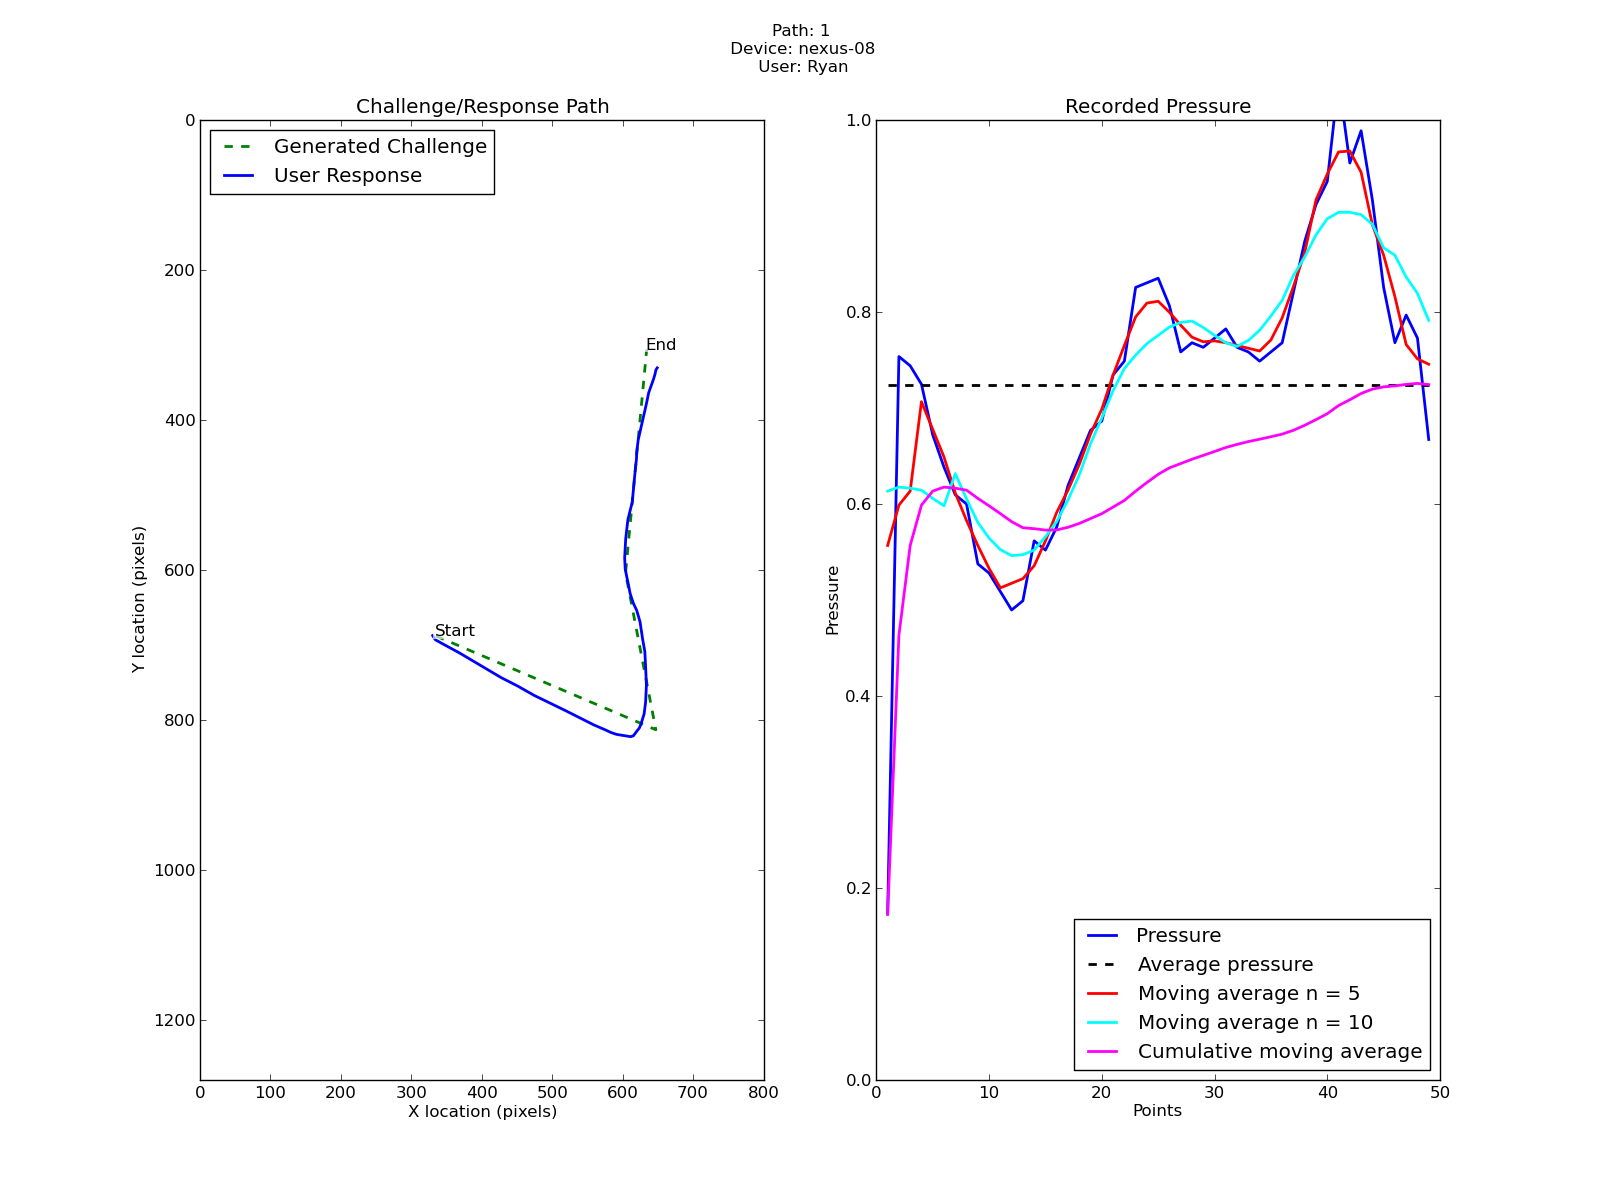 Path: 1
Device: nexus-08
User: Ryan
Challenge/Response Path
Generated Challenge
User Response
0
200
400
600
800
1000
1200
Y location (pixels)
End
Start
0 100 200 300 400 500 600 700 800
X location (pixels)
Recorded Pressure
1.0
0.8
0.6
0.4
0.2
0.0
Pressure
Pressure
Average pressure
Moving average n = 5
Moving average n = 10
Cumulative moving average
0 10 20 30 40 50
Points